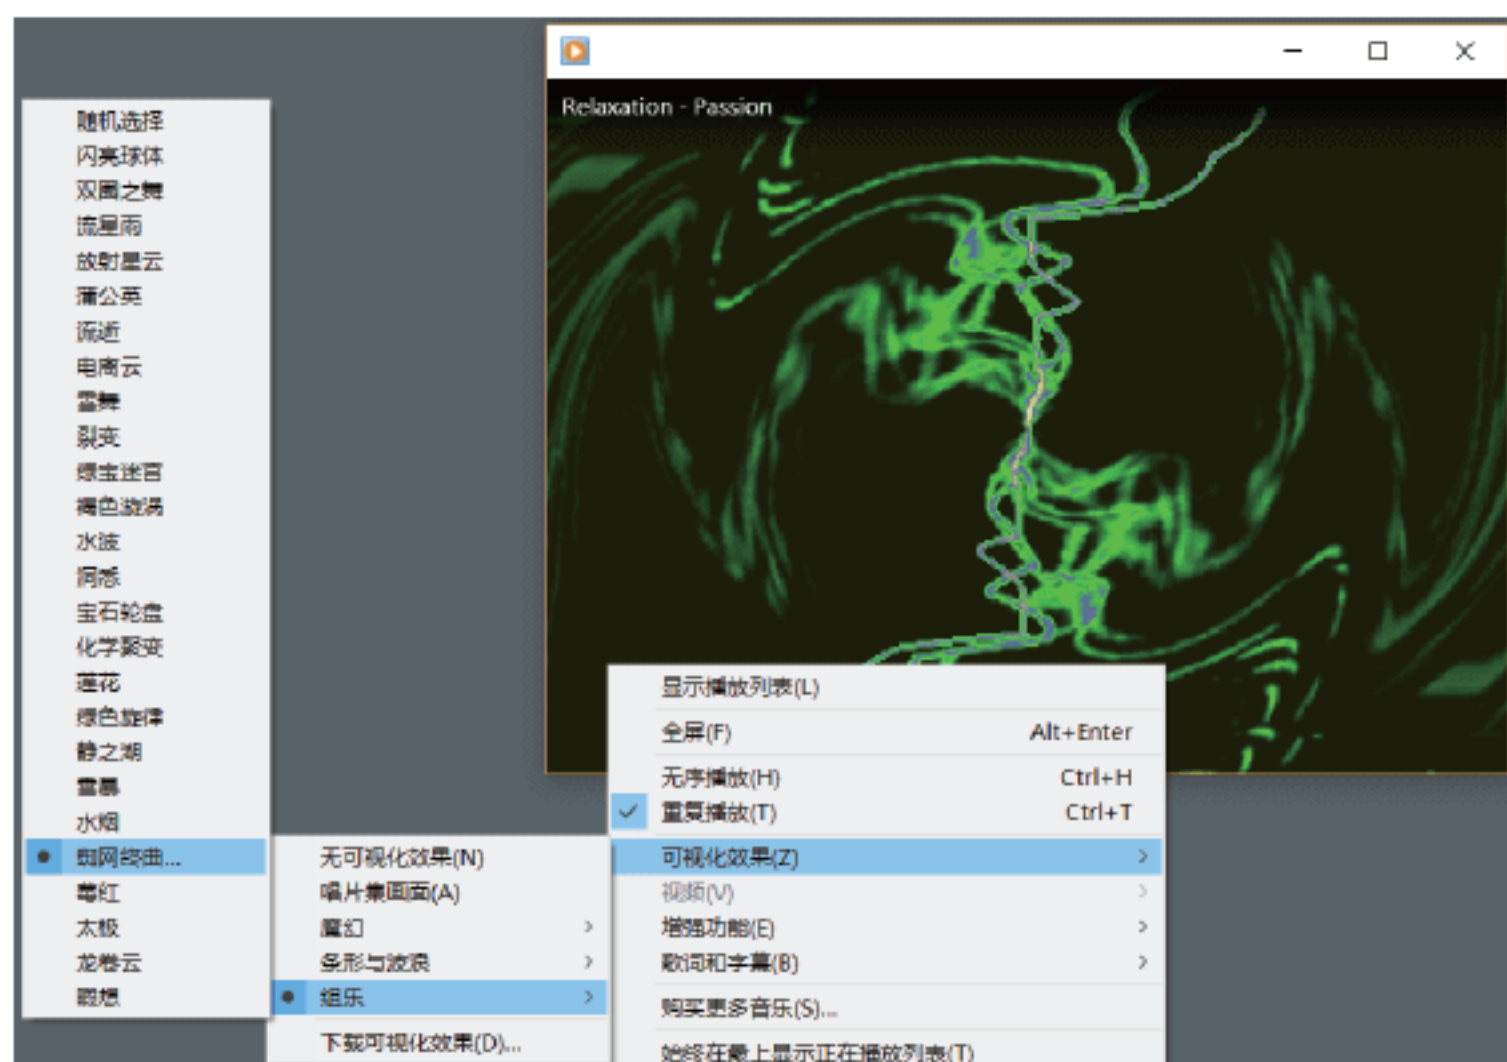 Relaxation - Passion
随机选择
闪亮球体
双圈之舞
流星雨
放射星云
蒲公英
流逝
电离云
雪舞
裂变
绿宝迷宫
褐色漩涡
水波
洞悉
宝石轮盘
化学聚变
莲花
绿色旋律
静之湖
雪暴
水烟
蜘网终曲...
莓红
太极
龙卷云
遐想
无可视化效果(N)
唱片集画面(A)
魔幻
条形与波浪
组乐
下载可视化效果(D)...
显示播放列表(L)
全屏(F) Alt+Enter
无序播放(H) Ctrl+H
重复播放(T) Ctrl+T
可视化效果(Z)
视频(V)
增强功能(E)
歌词和字幕(B)
购买更多音乐(S)...
始终在最上显示正在播放列表(T)